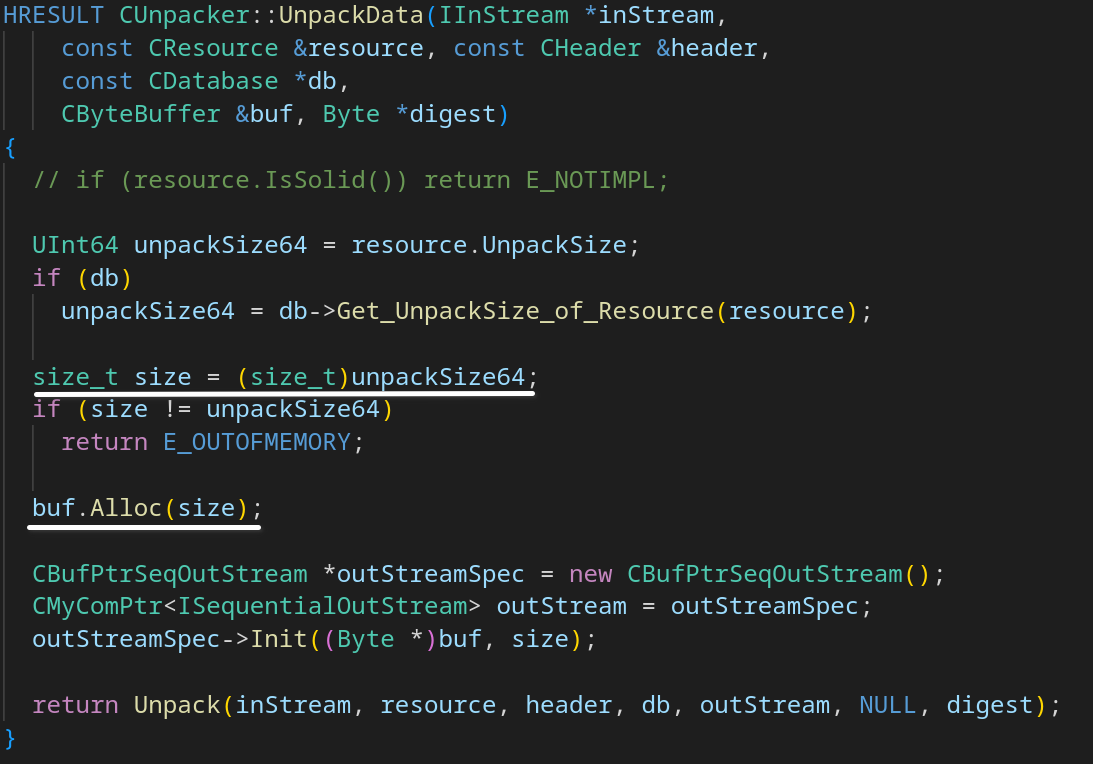 HRESULT CUnpacker::UnpackData(IInStream *inStream,
    const CResource &resource, const CHeader &header,
    const CDatabase *db,
    CByteBuffer &buf, Byte *digest)
{
  // if (resource.IsSolid()) return E_NOTIMPL;

  UInt64 unpackSize64 = resource.UnpackSize;
  if (db)
    unpackSize64 = db->Get_UnpackSize_of_Resource(resource);

  size_t size = (size_t)unpackSize64;
  if (size != unpackSize64)
    return E_OUTOFMEMORY;

  buf.Alloc(size);

  CBufPtrSeqOutStream *outStreamSpec = new CBufPtrSeqOutStream();
  CMyComPtr<ISequentialOutStream> outStream = outStreamSpec;
  outStreamSpec->Init((Byte *)buf, size);

  return Unpack(inStream, resource, header, db, outStream, NULL, digest);
}